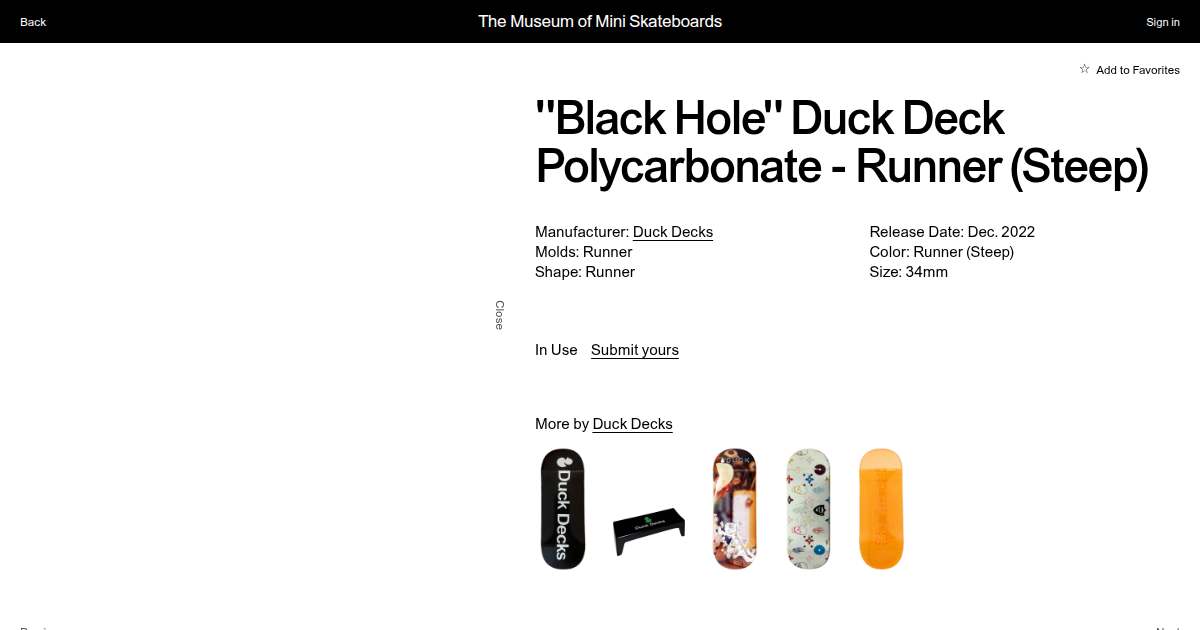 Back
The Museum of Mini Skateboards
Sign in
☆ Add to Favorites
"Black Hole" Duck Deck
Polycarbonate - Runner (Steep)
Manufacturer: Duck Decks
Molds: Runner
Shape: Runner
Release Date: Dec. 2022
Color: Runner (Steep)
Size: 34mm
Close
In Use Submit yours
More by Duck Decks
Duck Decks
Duck Decks